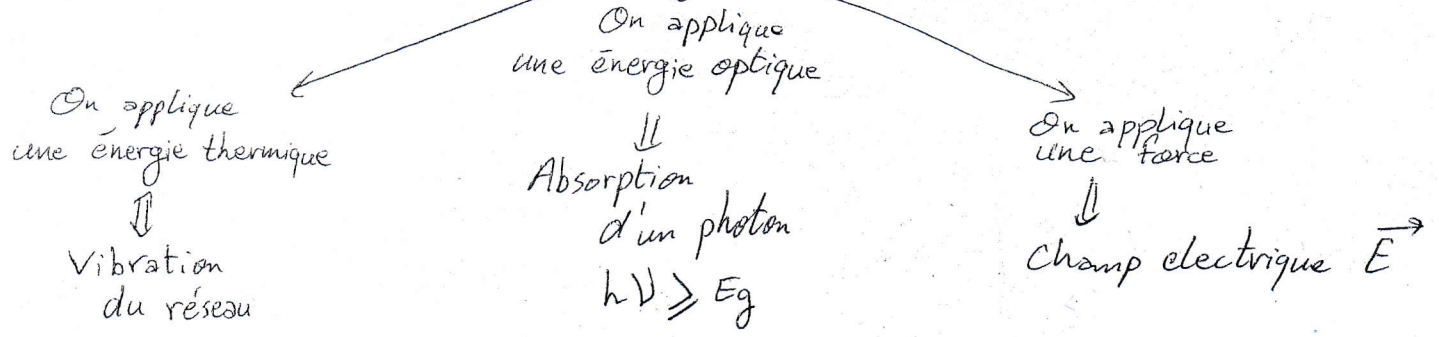 On applique
une énergie thermique
⇕
Vibration
du réseau
On applique
une énergie optique
⇓
Absorption
d'un photon
hν ⩾ Eg
On applique
une force
⇓
Champ electrique E⃗